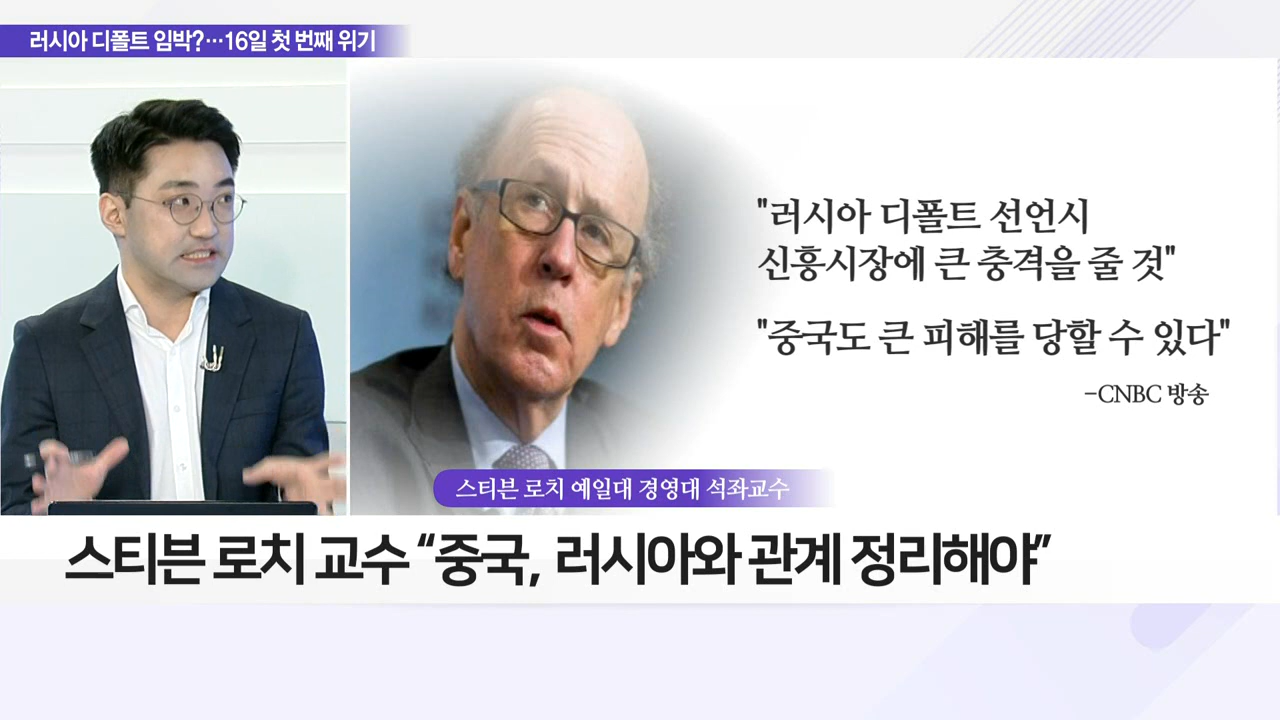 러시아 디폴트 임박?…16일 첫 번째 위기
"러시아 디폴트 선언시
신흥시장에 큰 충격을 줄 것"
"중국도 큰 피해를 당할 수 있다"
-CNBC 방송
스티븐 로치 예일대 경영대 석좌교수
스티븐 로치 교수 “중국, 러시아와 관계 정리해야”